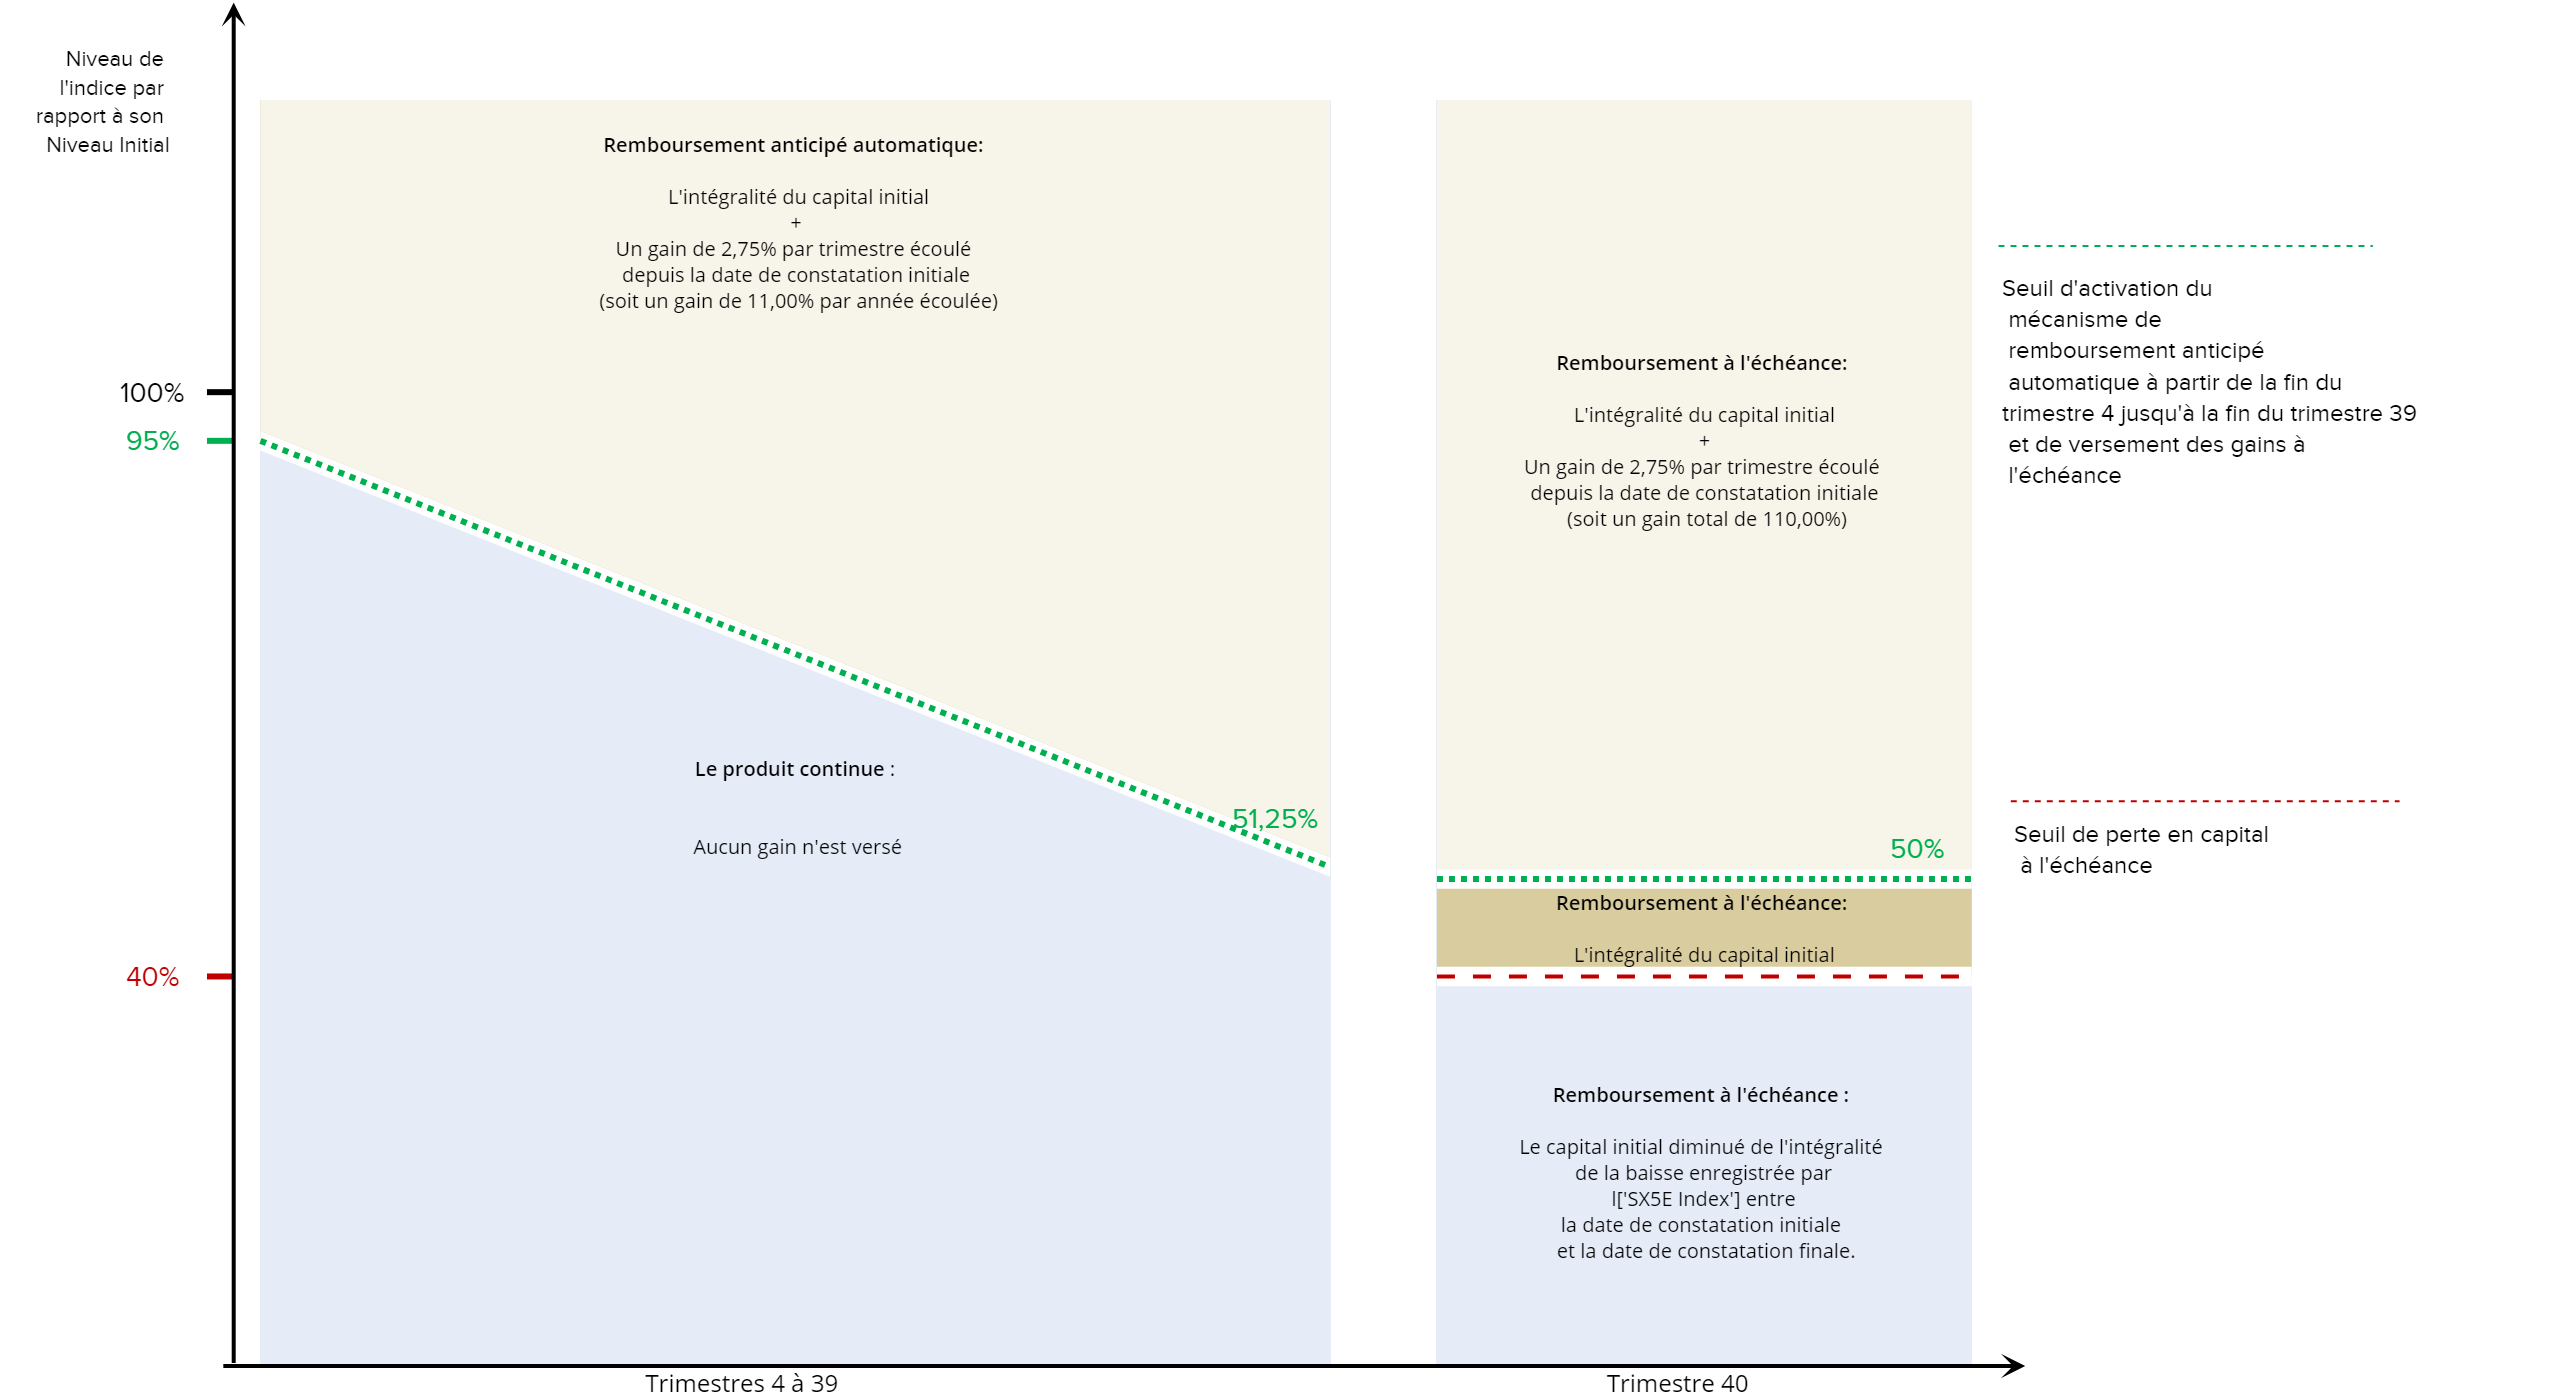 Niveau de
l'indice par
rapport à son
Niveau Initial
100%
95%
40%
Remboursement anticipé automatique:
L'intégralité du capital initial
+
Un gain de 2,75% par trimestre écoulé
depuis la date de constatation initiale
(soit un gain de 11,00% par année écoulée)
Le produit continue :
Aucun gain n'est versé
51,25%
Remboursement à l'échéance:
L'intégralité du capital initial
+
Un gain de 2,75% par trimestre écoulé
depuis la date de constatation initiale
(soit un gain total de 110,00%)
50%
Remboursement à l'échéance:
L'intégralité du capital initial
Remboursement à l'échéance :
Le capital initial diminué de l'intégralité
de la baisse enregistrée par
l['SX5E Index'] entre
la date de constatation initiale
et la date de constatation finale.
Seuil d'activation du
mécanisme de
remboursement anticipé
automatique à partir de la fin du
trimestre 4 jusqu'à la fin du trimestre 39
et de versement des gains à
l'échéance
Seuil de perte en capital
à l'échéance
Trimestres 4 à 39
Trimestre 40